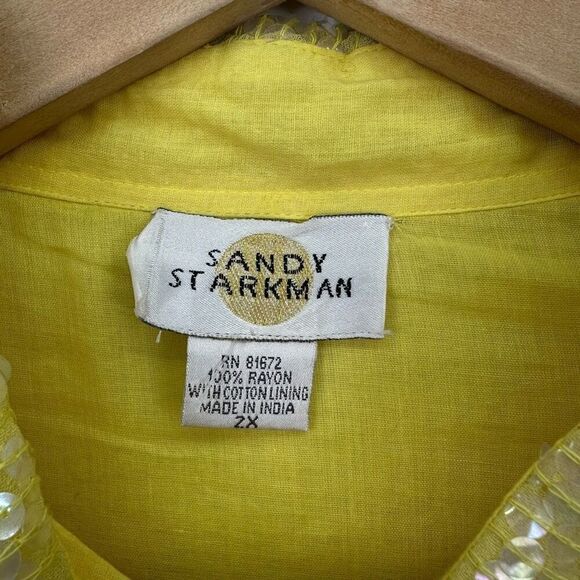 SANDY
STARKMAN
RN 81672
100% RAYON
WITH COTTON LINING
MADE IN INDIA
2X